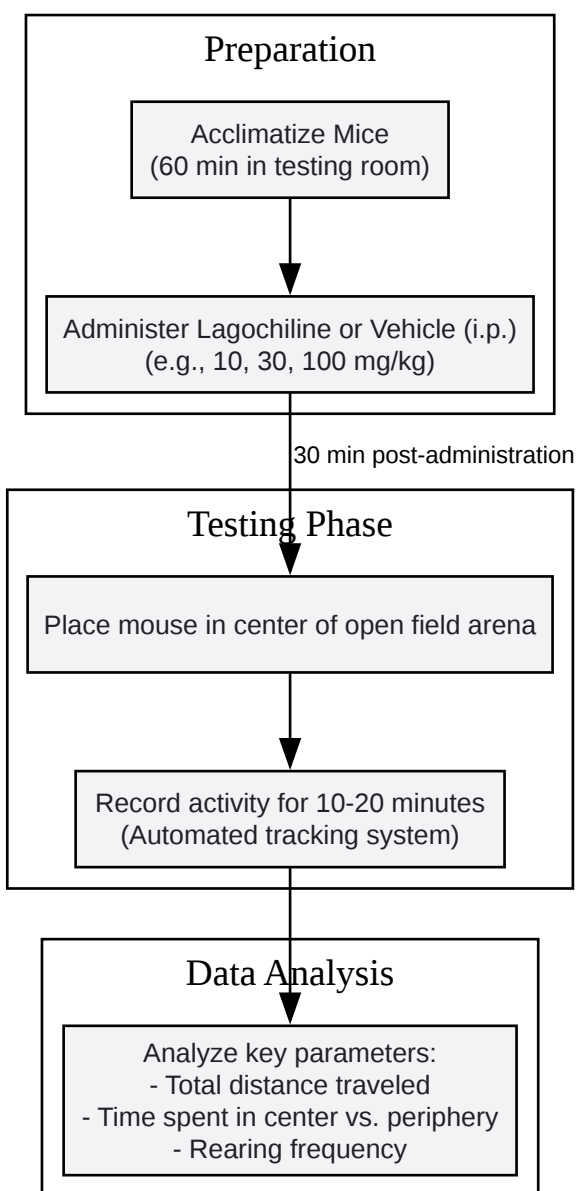 Preparation
Acclimatize Mice
(60 min in testing room)
Administer Lagochiline or Vehicle (i.p.)
(e.g., 10, 30, 100 mg/kg)
30 min post-administration
Testing Phase
Place mouse in center of open field arena
Record activity for 10-20 minutes
(Automated tracking system)
Data Analysis
Analyze key parameters:
- Total distance traveled
- Time spent in center vs. periphery
- Rearing frequency